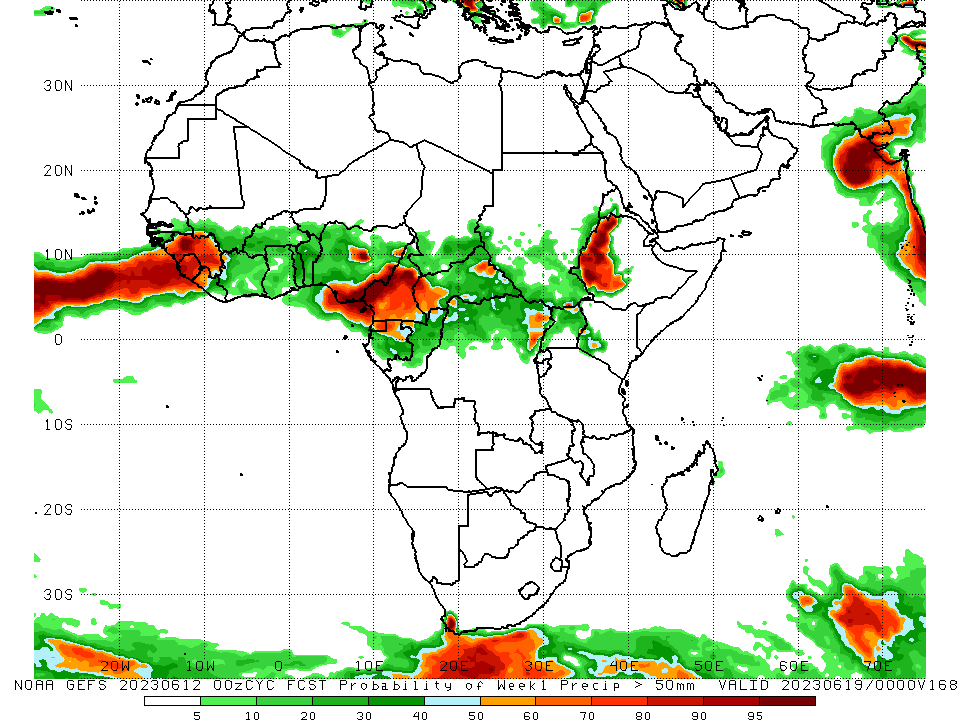 30N
20N
10N
0
10S
20S
30S
20W 10W 0 10E 20E 30E 40E 50E 60E 70E
NOAA GEFS 20230612 00zCYC FCST Probability of Week1 Precip > 50mm VALID 20230619/0000V168
5 10 20 30 40 50 60 70 80 90 95